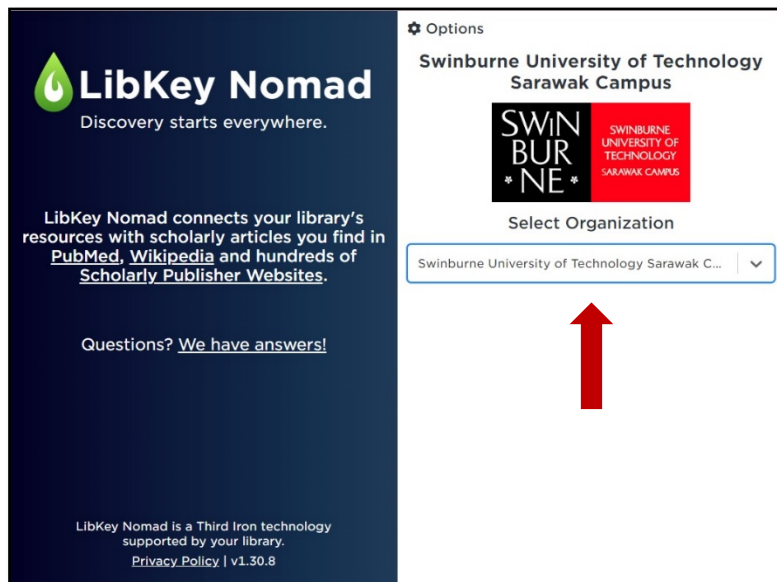 LibKey Nomad
Discovery starts everywhere.
LibKey Nomad connects your library's
resources with scholarly articles you find in
PubMed, Wikipedia and hundreds of
Scholarly Publisher Websites.
Questions? We have answers!
LibKey Nomad is a Third Iron technology
supported by your library.
Privacy Policy | v1.30.8
Options
Swinburne University of Technology
Sarawak Campus
SWIN
BUR
NE
SWINBURNE
UNIVERSITY OF
TECHNOLOGY
SARAWAK CAMPUS
Select Organization
Swinburne University of Technology Sarawak C...